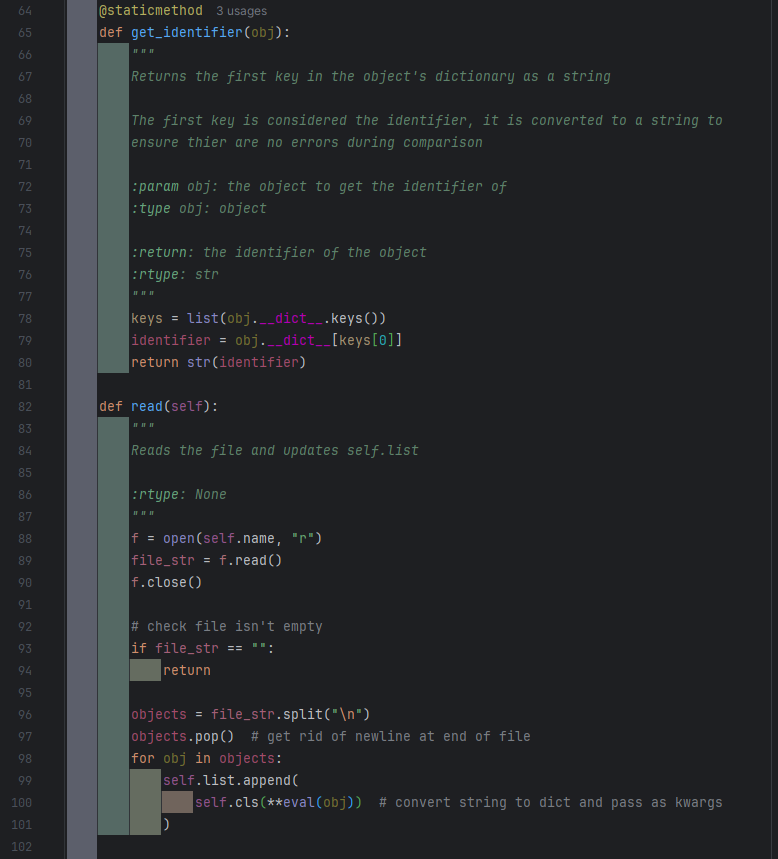 64 @staticmethod 3 usages
65 def get_identifier(obj):
66 """
67 Returns the first key in the object's dictionary as a string
68
69 The first key is considered the identifier, it is converted to a string to
70 ensure thier are no errors during comparison
71
72 :param obj: the object to get the identifier of
73 :type obj: object
74
75 :return: the identifier of the object
76 :rtype: str
77 """
78 keys = list(obj.__dict__.keys())
79 identifier = obj.__dict__[keys[0]]
80 return str(identifier)
81
82 def read(self):
83 """
84 Reads the file and updates self.list
85
86 :rtype: None
87 """
88 f = open(self.name, "r")
89 file_str = f.read()
90 f.close()
91
92 # check file isn't empty
93 if file_str == "":
94 return
95
96 objects = file_str.split("\n")
97 objects.pop()  # get rid of newline at end of file
98 for obj in objects:
99 self.list.append(
100 self.cls(**eval(obj))  # convert string to dict and pass as kwargs
101 )
102